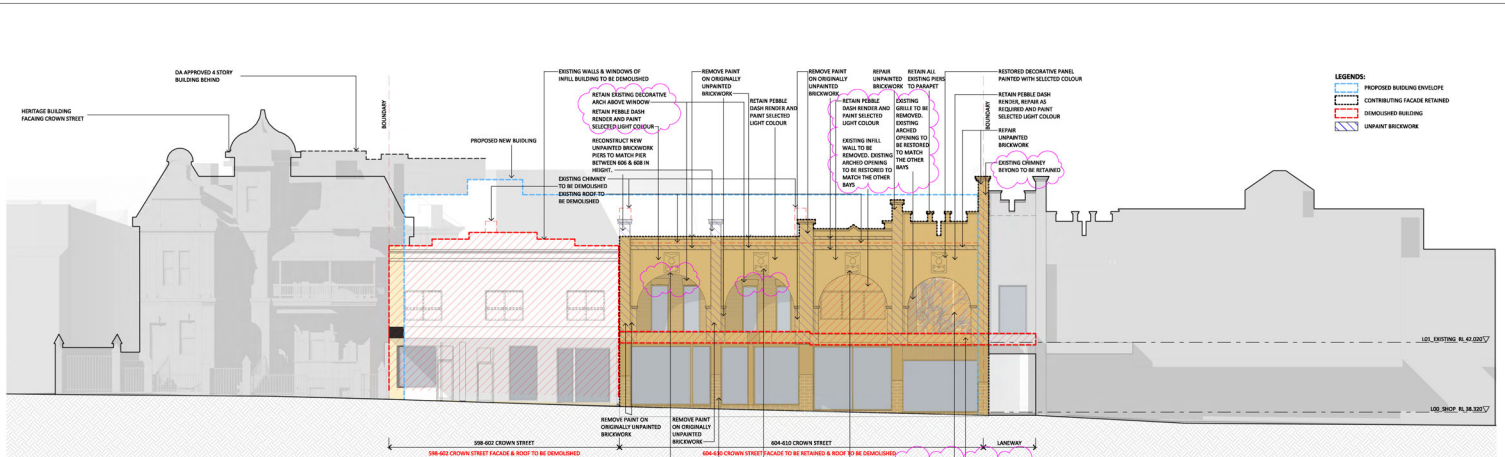 DA APPROVED 4 STORY
BUILDING BEHIND
HERITAGE BUILDING
FACAING CROWN STREET
BOUNDARY
EXISTING WALLS & WINDOWS OF
INFILL BUILDING TO BE DEMOLISHED
RETAIN EXISTING DECORATIVE
ARCH ABOVE WINDOW
RETAIN PEBBLE DASH
RENDER AND PAINT
SELECTED LIGHT COLOUR
PROPOSED NEW BUIDLING
RECONSTRUCT NEW
UNPAINTED BRICKWORK
PIERS TO MATCH PIER
BETWEEN 606 & 608 IN
HEIGHT.
EXISTING CHIMNEY
TO BE DEMOLISHED
EXISTING ROOF TO
BE DEMOLISHED
REMOVE PAINT
ON ORIGINALLY
UNPAINTED
BRICKWORK
RETAIN PEBBLE
DASH RENDER AND
PAINT SELECTED
LIGHT COLOUR
REMOVE PAINT
ON ORIGINALLY
UNPAINTED
BRICKWORK
RETAIN PEBBLE
DASH RENDER AND
PAINT SELECTED
LIGHT COLOUR
EXISTING INFILL
WALL TO BE
REMOVED. EXISTING
ARCHED OPENING
TO BE RESTORED TO
MATCH THE OTHER
BAYS
REPAIR
UNPAINTED
BRICKWORK
EXISTING
GRILLE TO BE
REMOVED.
EXISTING
ARCHED
OPENING TO
BE RESTORED
TO MATCH
THE OTHER
BAYS
RETAIN ALL
EXISTING PIERS
TO PARAPET
BOUNDARY
RESTORED DECORATIVE PANEL
PAINTED WITH SELECTED COLOUR
RETAIN PEBBLE DASH
RENDER, REPAIR AS
REQUIRED AND PAINT
SELECTED LIGHT COLOUR
REPAIR
UNPAINTED
BRICKWORK
EXISTING CHIMNEY
BEYOND TO BE RETAINED
LEGENDS:
PROPOSED BUIDLING ENVELOPE
CONTRIBUTING FACADE RETAINED
DEMOLISHED BUILDING
UNPAINT BRICKWORK
L01_EXISTING RL 42.020
L00_SHOP RL 38.320
REMOVE PAINT ON
ORIGINALLY UNPAINTED
BRICKWORK
REMOVE PAINT
ON ORIGINALLY
UNPAINTED
BRICKWORK
598-602 CROWN STREET
604-610 CROWN STREET
LANEWAY
598-602 CROWN STREET FACADE & ROOF TO BE DEMOLISHED
604-610 CROWN STREET FACADE TO BE RETAINED & ROOF TO BE DEMOLISHED